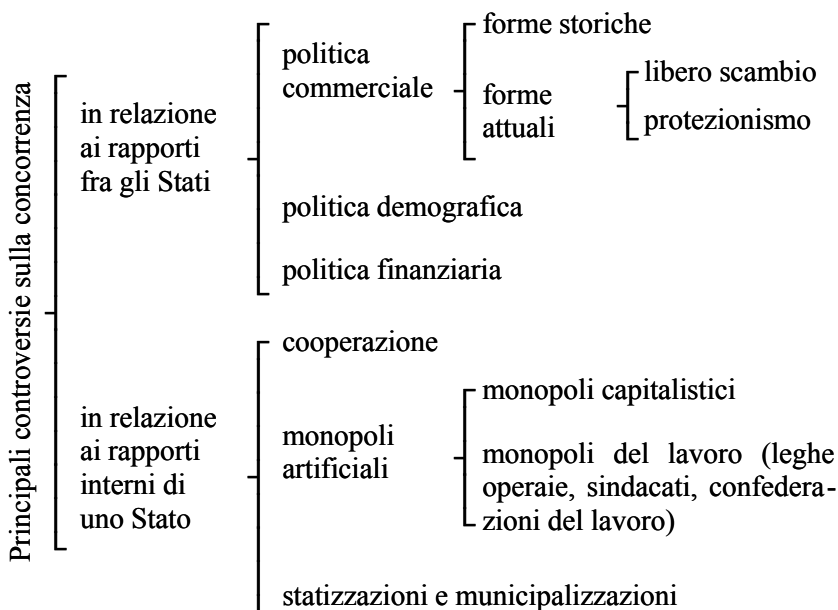 Principali controversie sulla concorrenza
in relazione
ai rapporti
fra gli Stati
politica
commerciale
forme storiche
forme
attuali
libero scambio
protezionismo
politica demografica
politica finanziaria
in relazione
ai rapporti
interni di
uno Stato
cooperazione
monopoli
artificiali
monopoli capitalistici
monopoli del lavoro (leghe
operaie, sindacati, confedera-
zioni del lavoro)
statizzazioni e municipalizzazioni